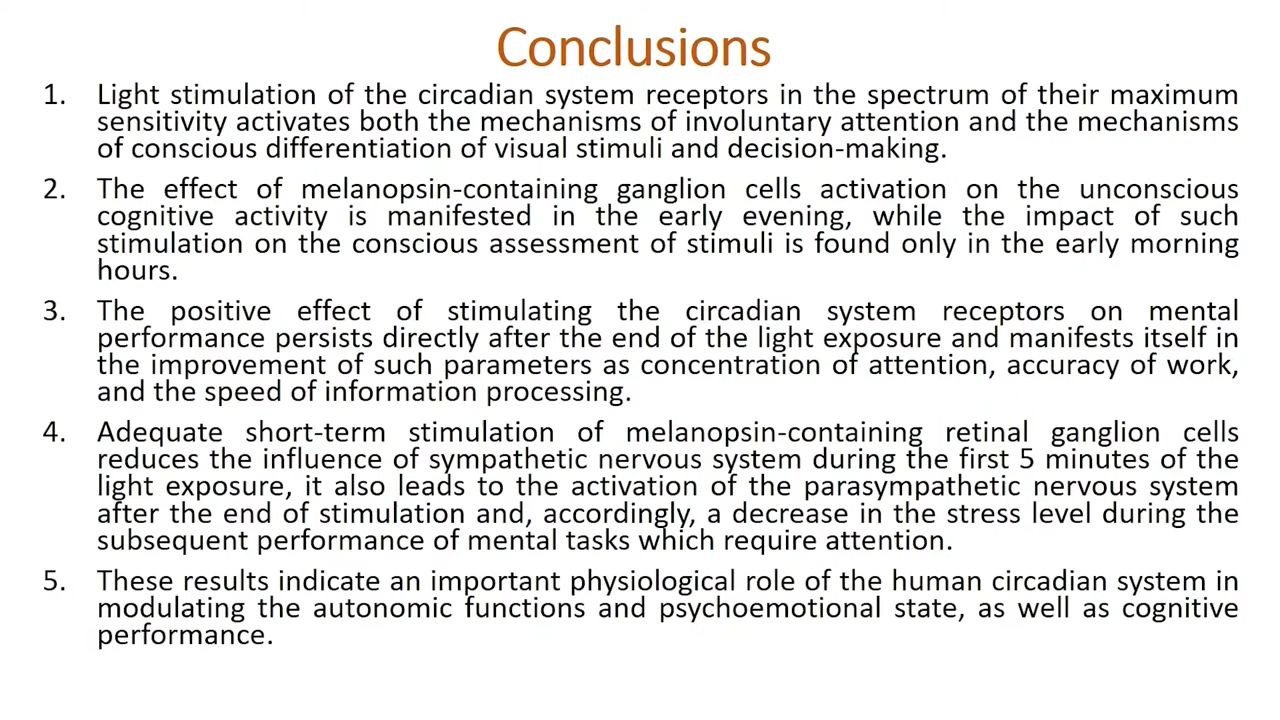 Conclusions
1. Light stimulation of the circadian system receptors in the spectrum of their maximum
sensitivity activates both the mechanisms of involuntary attention and the mechanisms
of conscious differentiation of visual stimuli and decision-making.
2. The effect of melanopsin-containing ganglion cells activation on the unconscious
cognitive activity is manifested in the early evening, while the impact of such
stimulation on the conscious assessment of stimuli is found only in the early morning
hours.
3. The positive effect of stimulating the circadian system receptors on mental
performance persists directly after the end of the light exposure and manifests itself in
the improvement of such parameters as concentration of attention, accuracy of work,
and the speed of information processing.
4. Adequate short-term stimulation of melanopsin-containing retinal ganglion cells
reduces the influence of sympathetic nervous system during the first 5 minutes of the
light exposure, it also leads to the activation of the parasympathetic nervous system
after the end of stimulation and, accordingly, a decrease in the stress level during the
subsequent performance of mental tasks which require attention.
5. These results indicate an important physiological role of the human circadian system in
modulating the autonomic functions and psychoemotional state, as well as cognitive
performance.